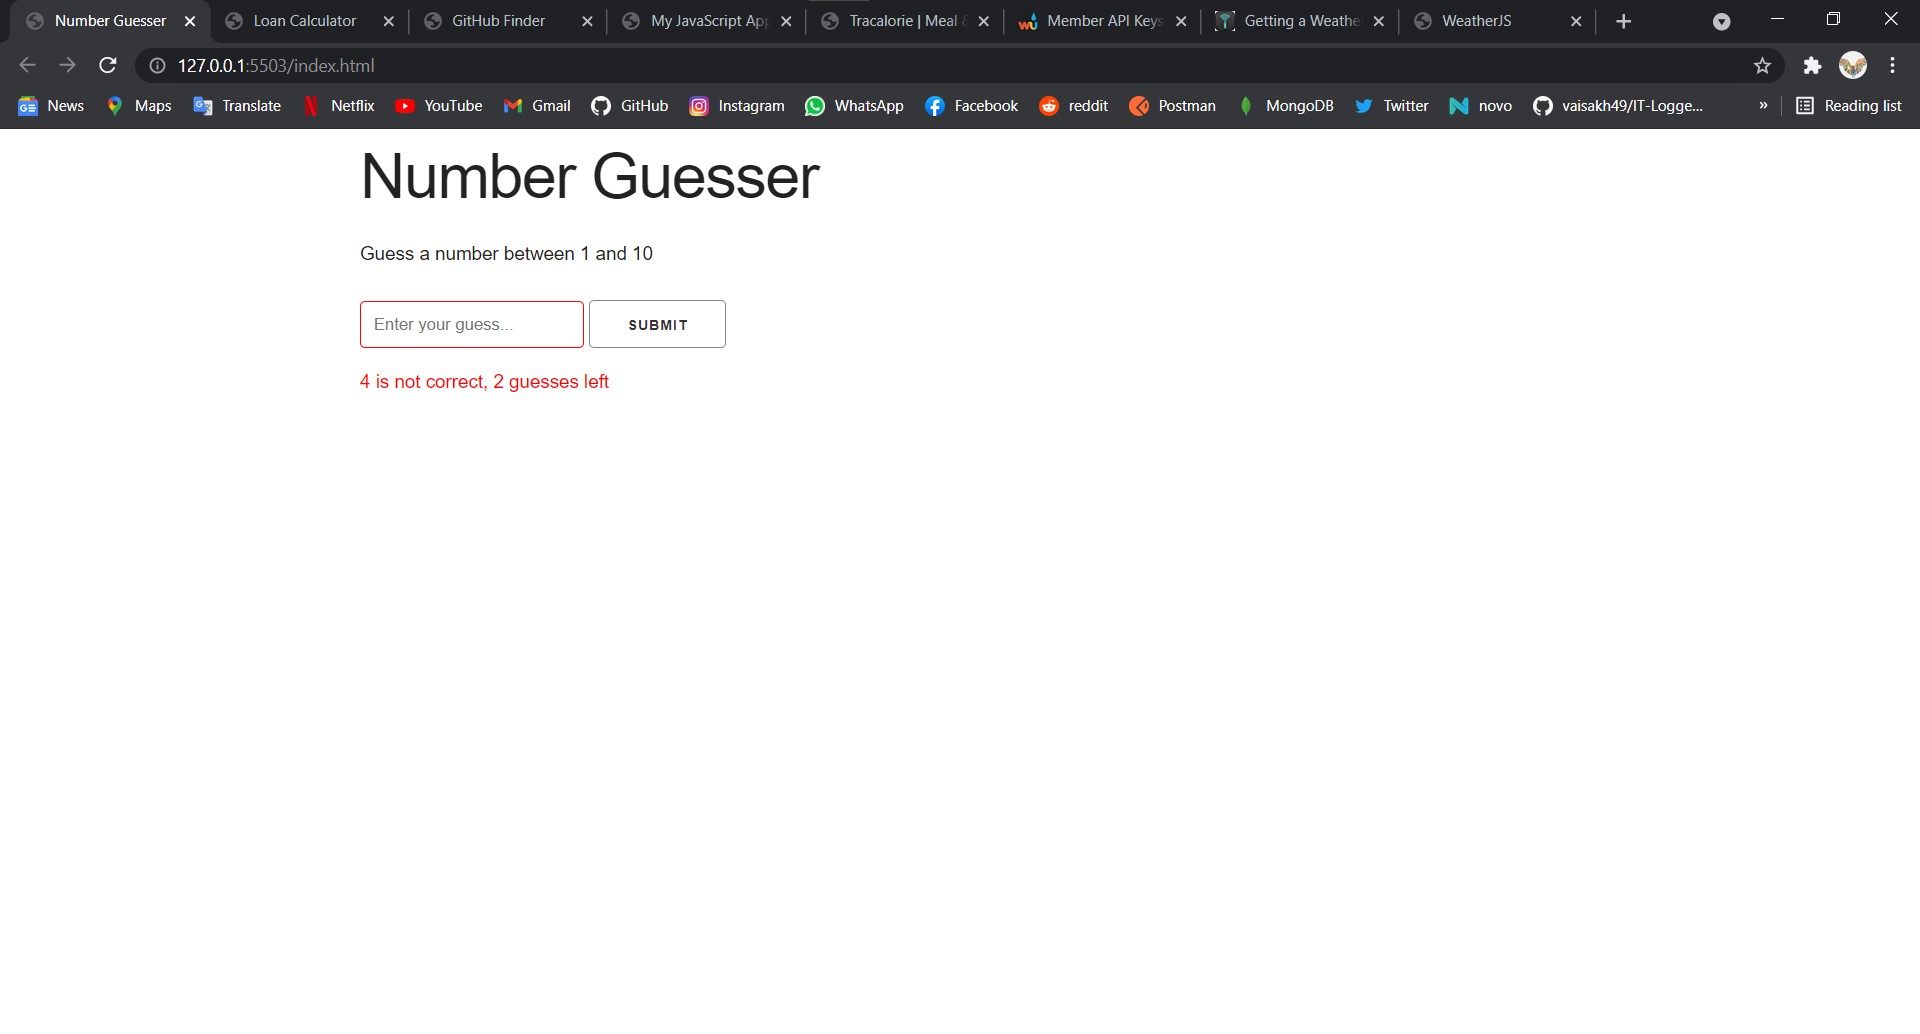 Number Guesser
Loan Calculator
GitHub Finder
My JavaScript Ap
Tracalorie | Meal
Member API Keys
Getting a Weathe
WeatherJS
127.0.0.1:5503/index.html
News Maps Translate Netflix YouTube Gmail GitHub Instagram WhatsApp Facebook reddit Postman MongoDB Twitter novo vaisakh49/IT-Logge... » Reading list
Number Guesser
Guess a number between 1 and 10
Enter your guess... SUBMIT
4 is not correct, 2 guesses left